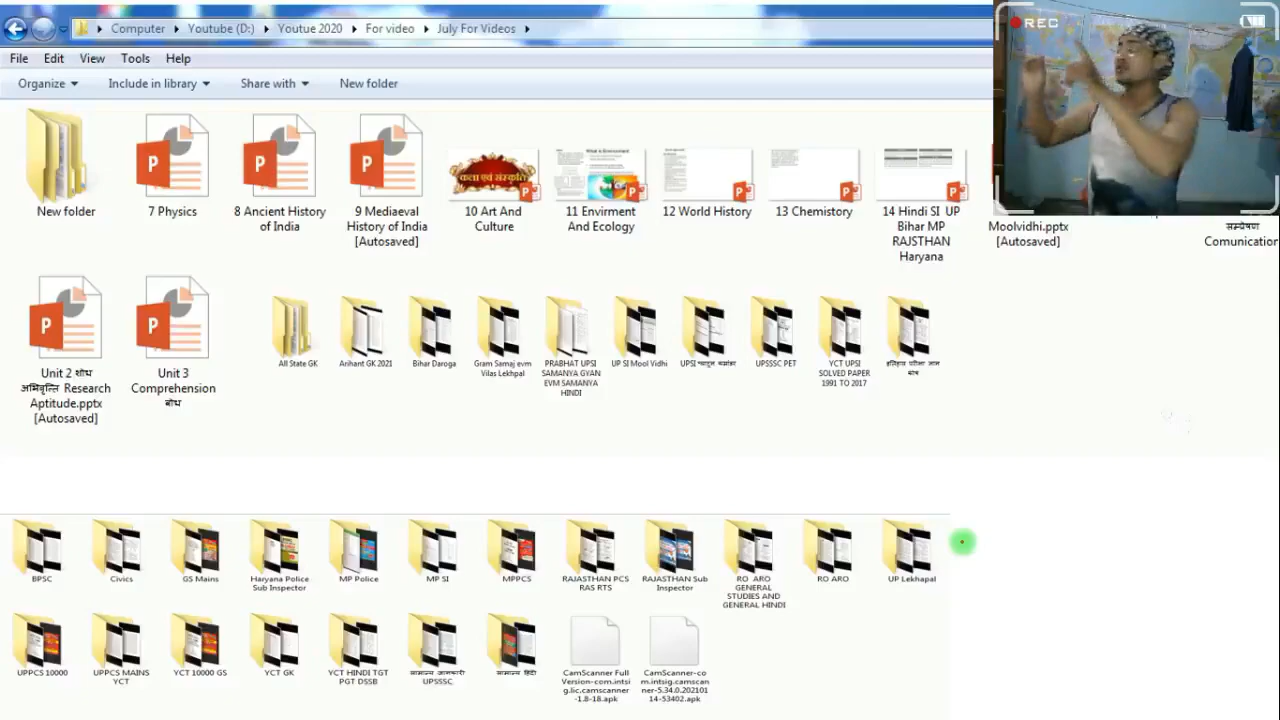 Computer ▸ Youtube (D:) ▸ Youtue 2020 ▸ For video ▸ July For Videos ▸
REC
File Edit View Tools Help
Organize Include in library Share with New folder
New folder
7 Physics
8 Ancient History
of India
9 Mediaeval
History of India
[Autosaved]
कला एवं संस्कृति
10 Art And
Culture
11 Envirment
And Ecology
12 World History
13 Chemistory
14 Hindi SI UP
Bihar MP
RAJSTHAN
Haryana
Moolvidhi.pptx
[Autosaved]
सम्प्रेषण
Comunication
Unit 2 शोध
अभिवृत्ति Research
Aptitude.pptx
[Autosaved]
Unit 3
Comprehension
बोध
All State GK
Arihant GK 2021
Bihar Daroga
Gram Samaj evm
Vilas Lekhpal
PRABHAT UPSI
SAMANYA GYAN
EVM SAMANYA
HINDI
UP SI Mool Vidhi
UPSI
UPSSSC PET
YCT UPSI
SOLVED PAPER
1991 TO 2017
BPSC
Civics
GS Mains
Haryana Police
Sub Inspector
MP Police
MP SI
MPPCS
RAJASTHAN PCS
RAS RTS
RAJASTHAN Sub
Inspector
RO ARO
GENERAL
STUDIES AND
GENERAL HINDI
RO ARO
UP Lekhapal
UPPCS 10000
UPPCS MAINS
YCT
YCT 10000 GS
YCT GK
YCT HINDI TGT
PGT DSSB
सामान्य जानकारी
UPSSSC
सामान्य हिंदी
CamScanner Full
Version-com.intsi
g.lic.camscanner
-1.8-18.apk
CamScanner-co
m.intsig.camscan
ner-5.34.0.202101
14-53402.apk